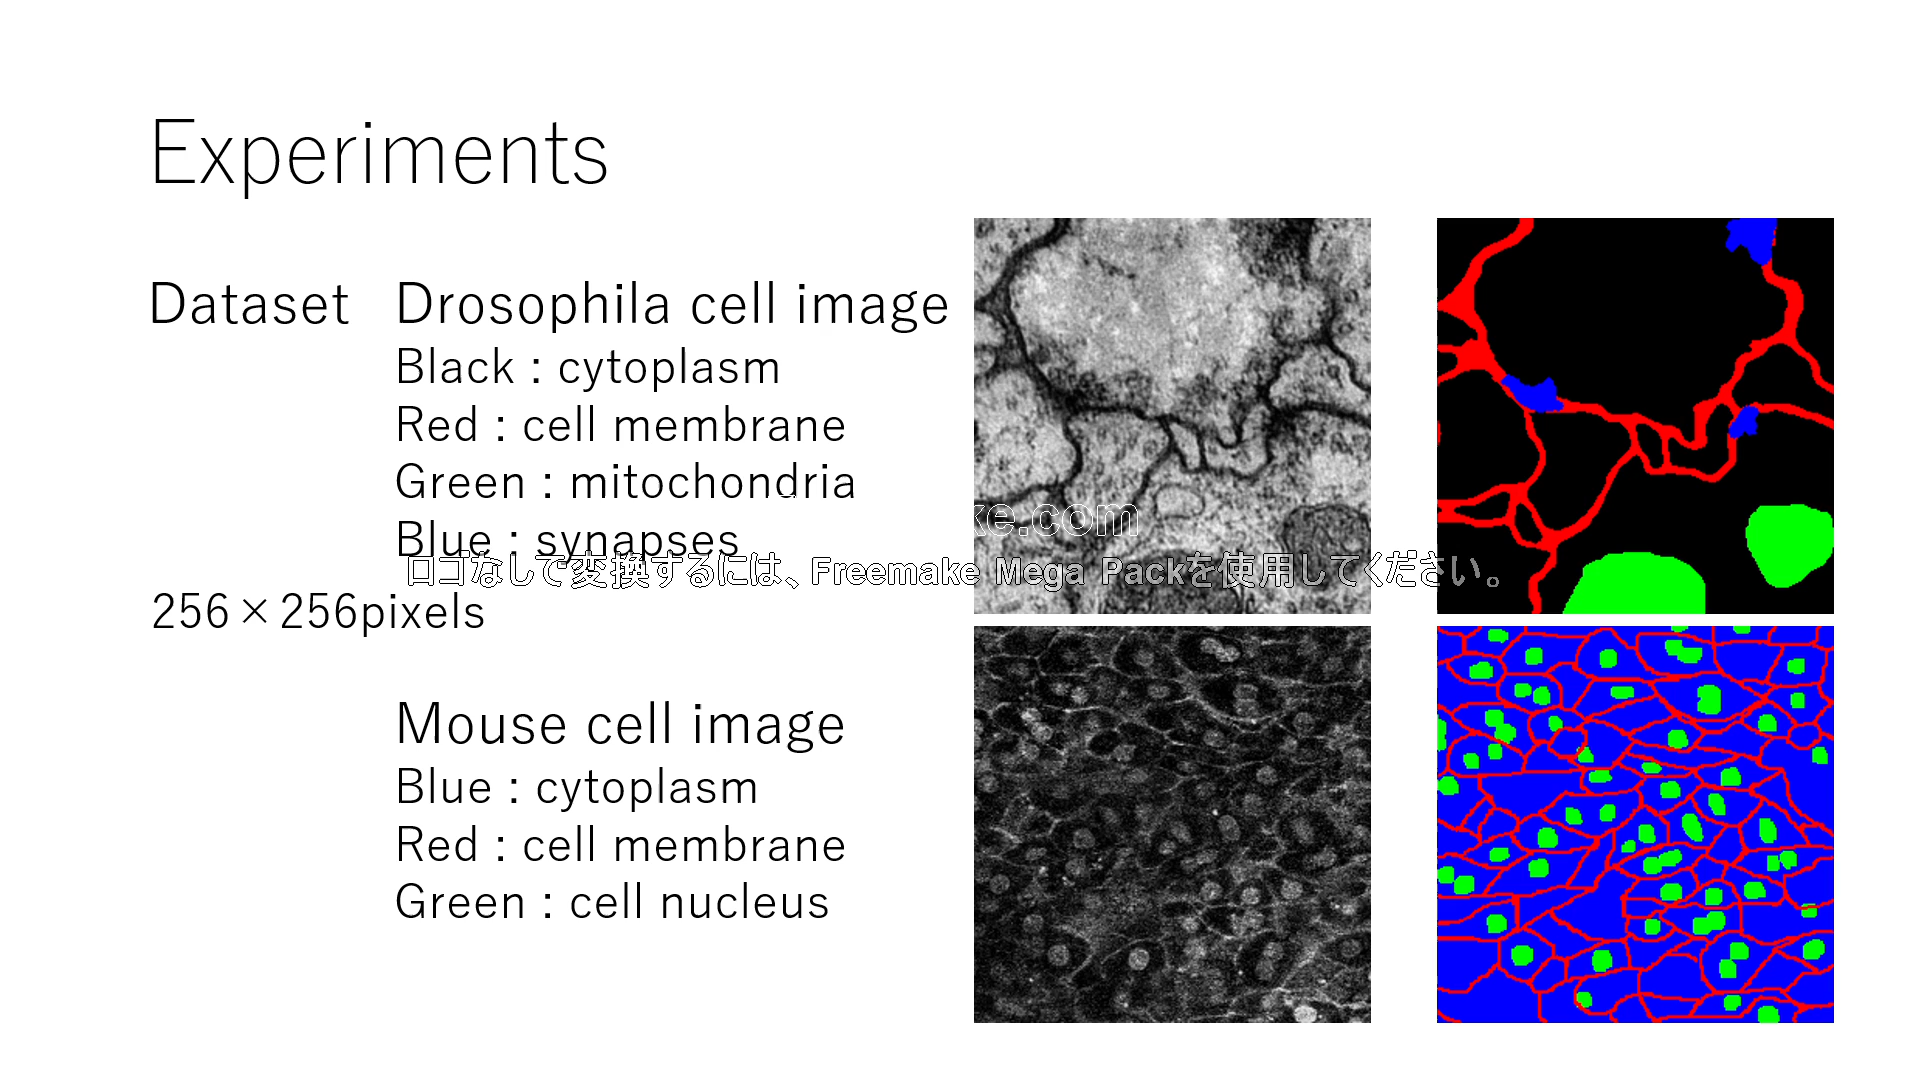 Experiments
Dataset Drosophila cell image
Black : cytoplasm
Red : cell membrane
Green : mitochondria
ke.com
Blue : synapses
ロゴなしで変換するには、Freemake Mega Packを使用してください。
256×256pixels
Mouse cell image
Blue : cytoplasm
Red : cell membrane
Green : cell nucleus